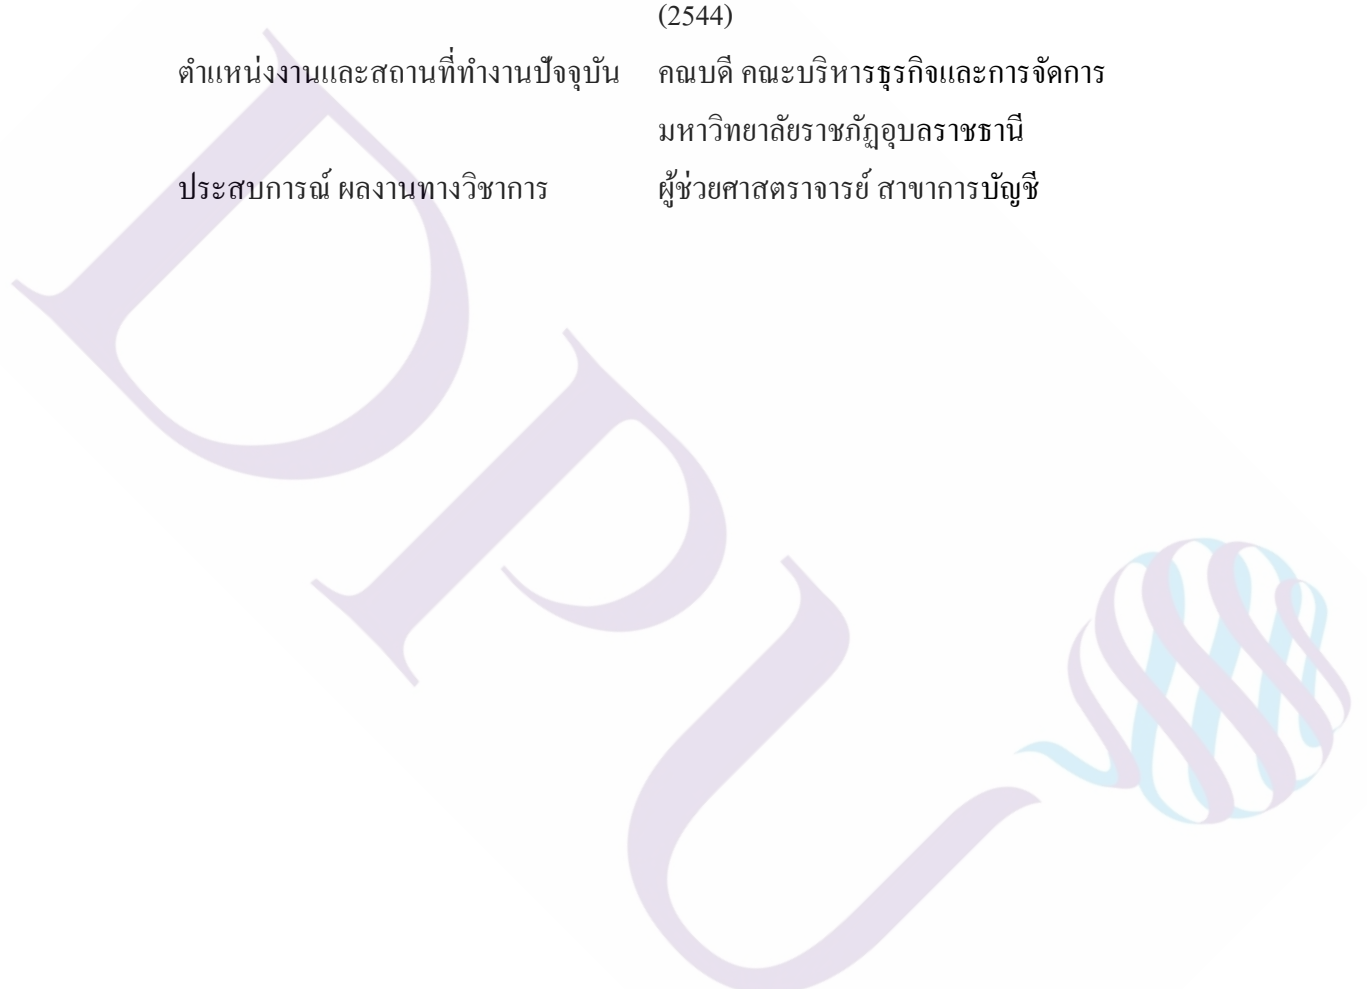 (2544)
ตำแหน่งงานและสถานที่ทำงานปัจจุบัน คณบดี คณะบริหารธุรกิจและการจัดการ
มหาวิทยาลัยราชภัฏอุบลราชธานี
ประสบการณ์ ผลงานทางวิชาการ ผู้ช่วยศาสตราจารย์ สาขาการบัญชี
DPU